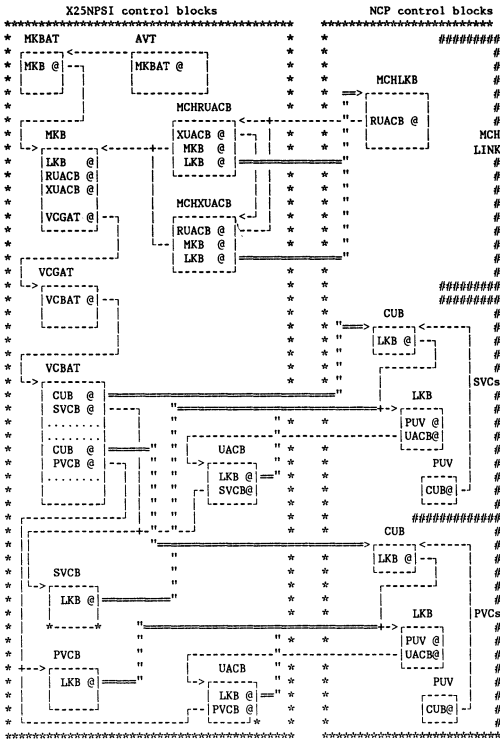 X25NPSI control blocks NCP control blocks
MKBAT AVT
MKB @ MKBAT @
MCHLKB
MCHRUACB
RUACB @
MKB XUACB @ MCH
MKB @ LINK
LKB @ LKB @
RUACB @
XUACB @
MCHXUACB
VCGAT @ RUACB @
MKB @
LKB @
VCGAT
VCBAT @
CUB
LKB @
VCBAT
SVCs
CUB @ LKB
SVCB @
........ PUV @
........ UACB@
CUB @ UACB
PVCB @ PUV
........ LKB @
SVCB@ CUB@
CUB
LKB @
SVCB
LKB @ LKB PVCs
PUV @
PVCB UACB@
UACB
LKB @ PUV
LKB @
PVCB @ CUB@